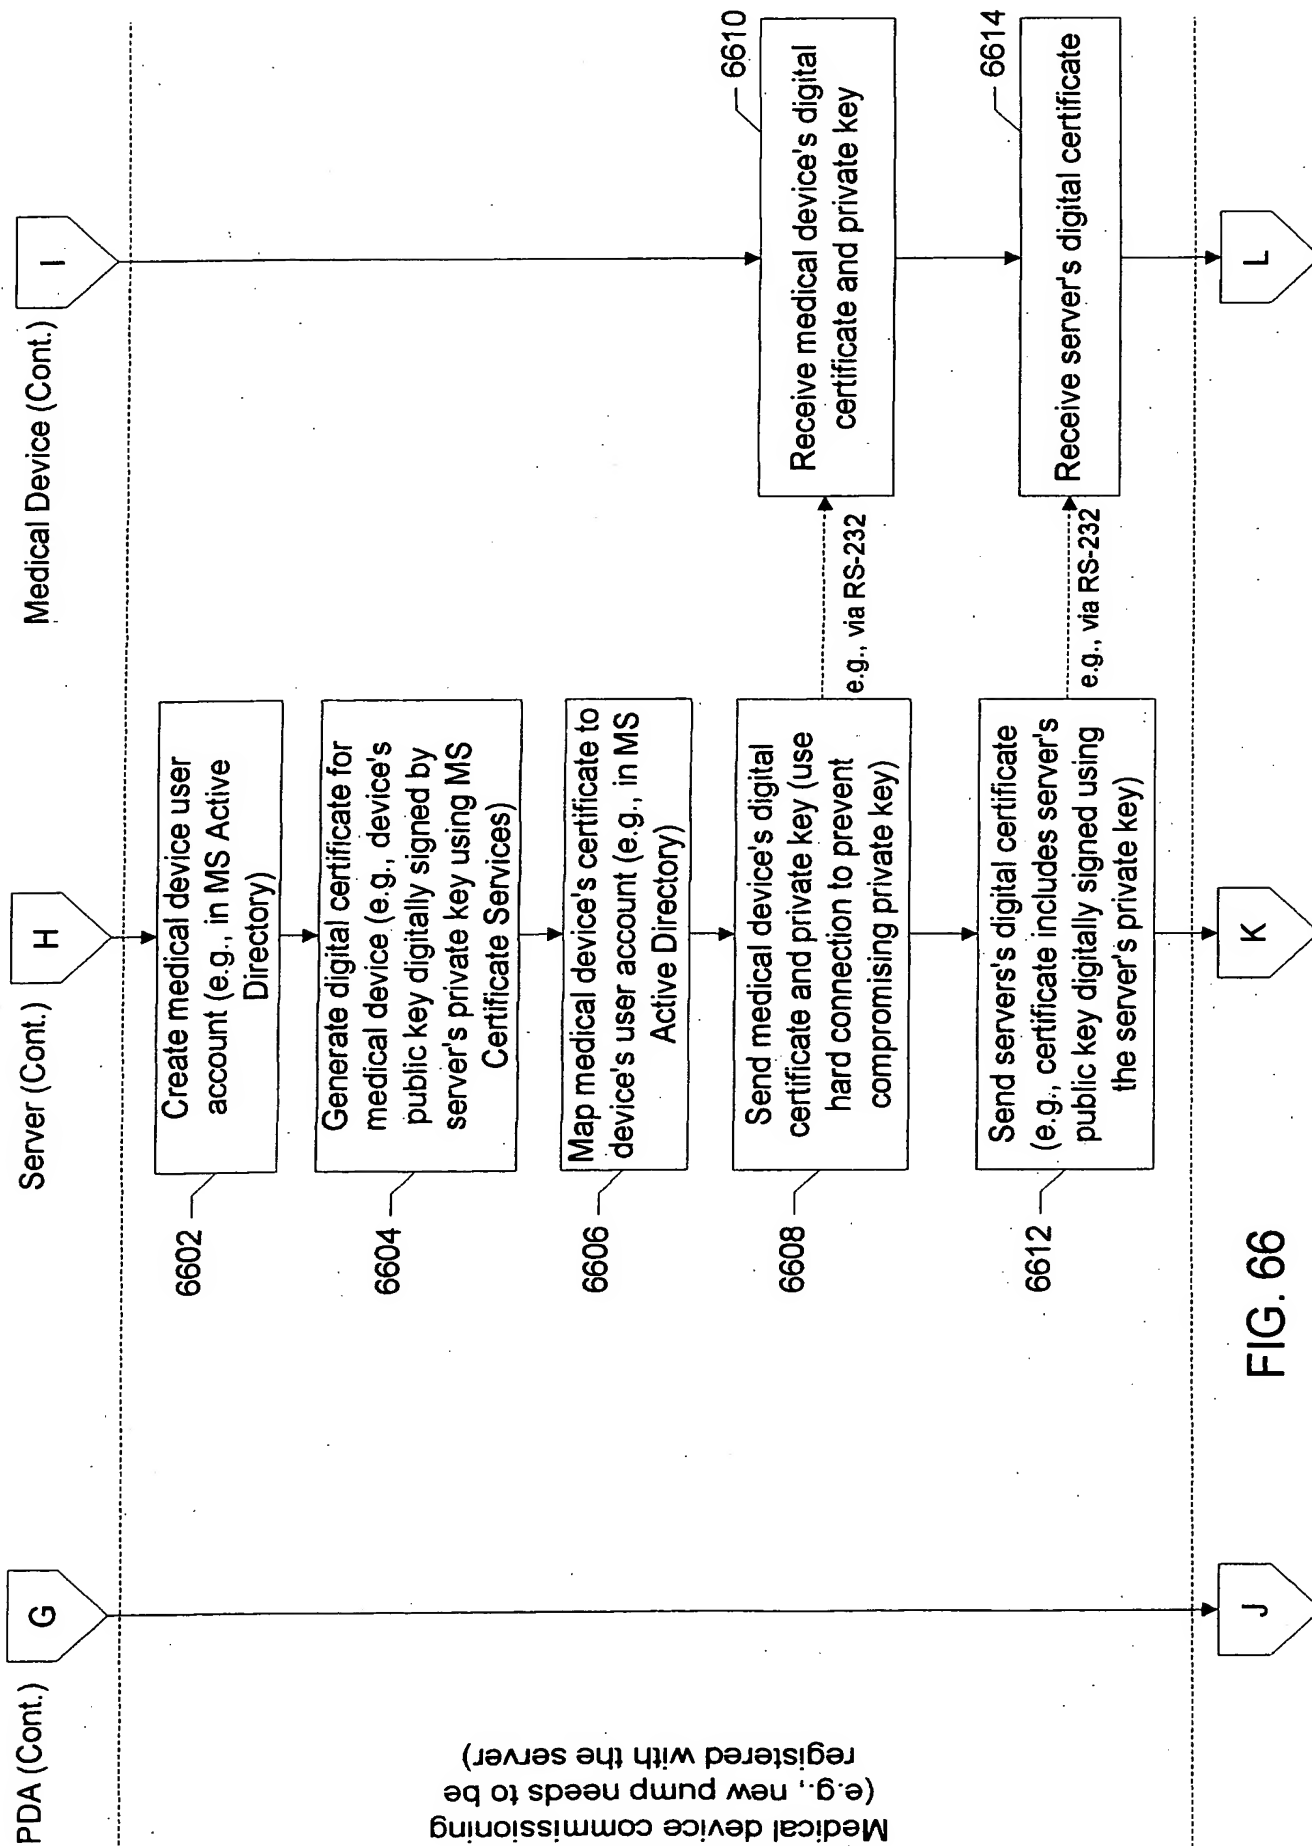 PDA (Cont.)
Server (Cont.)
Medical Device (Cont.)
G
H
I
Medical device commissioning
(e.g., new pump needs to be
registered with the server)
6602
Create medical device user
account (e.g., in MS Active
Directory)
6604
Generate digital certificate for
medical device (e.g., device's
public key digitally signed by
server's private key using MS
Certificate Services)
6606
Map medical device's certificate to
device's user account (e.g., in MS
Active Directory)
6608
Send medical device's digital
certificate and private key (use
hard connection to prevent
compromising private key)
e.g., via RS-232
6610
Receive medical device's digital
certificate and private key
6612
Send servers's digital certificate
(e.g., certificate includes server's
public key digitally signed using
the server's private key)
e.g., via RS-232
6614
Receive server's digital certificate
J
K
L
FIG. 66